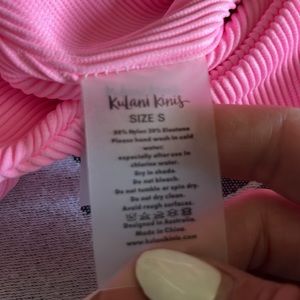 Kulani Kinis
SIZE S
80% Nylon 20% Elastane
Please hand wash in cold
water,
especially after use in
chlorine water.
Dry in shade.
Do not bleach.
Do not tumble or spin dry.
Do not dry clean.
Avoid rough surfaces.
Designed in Australia.
Made in China.
www.kulanikinis.com